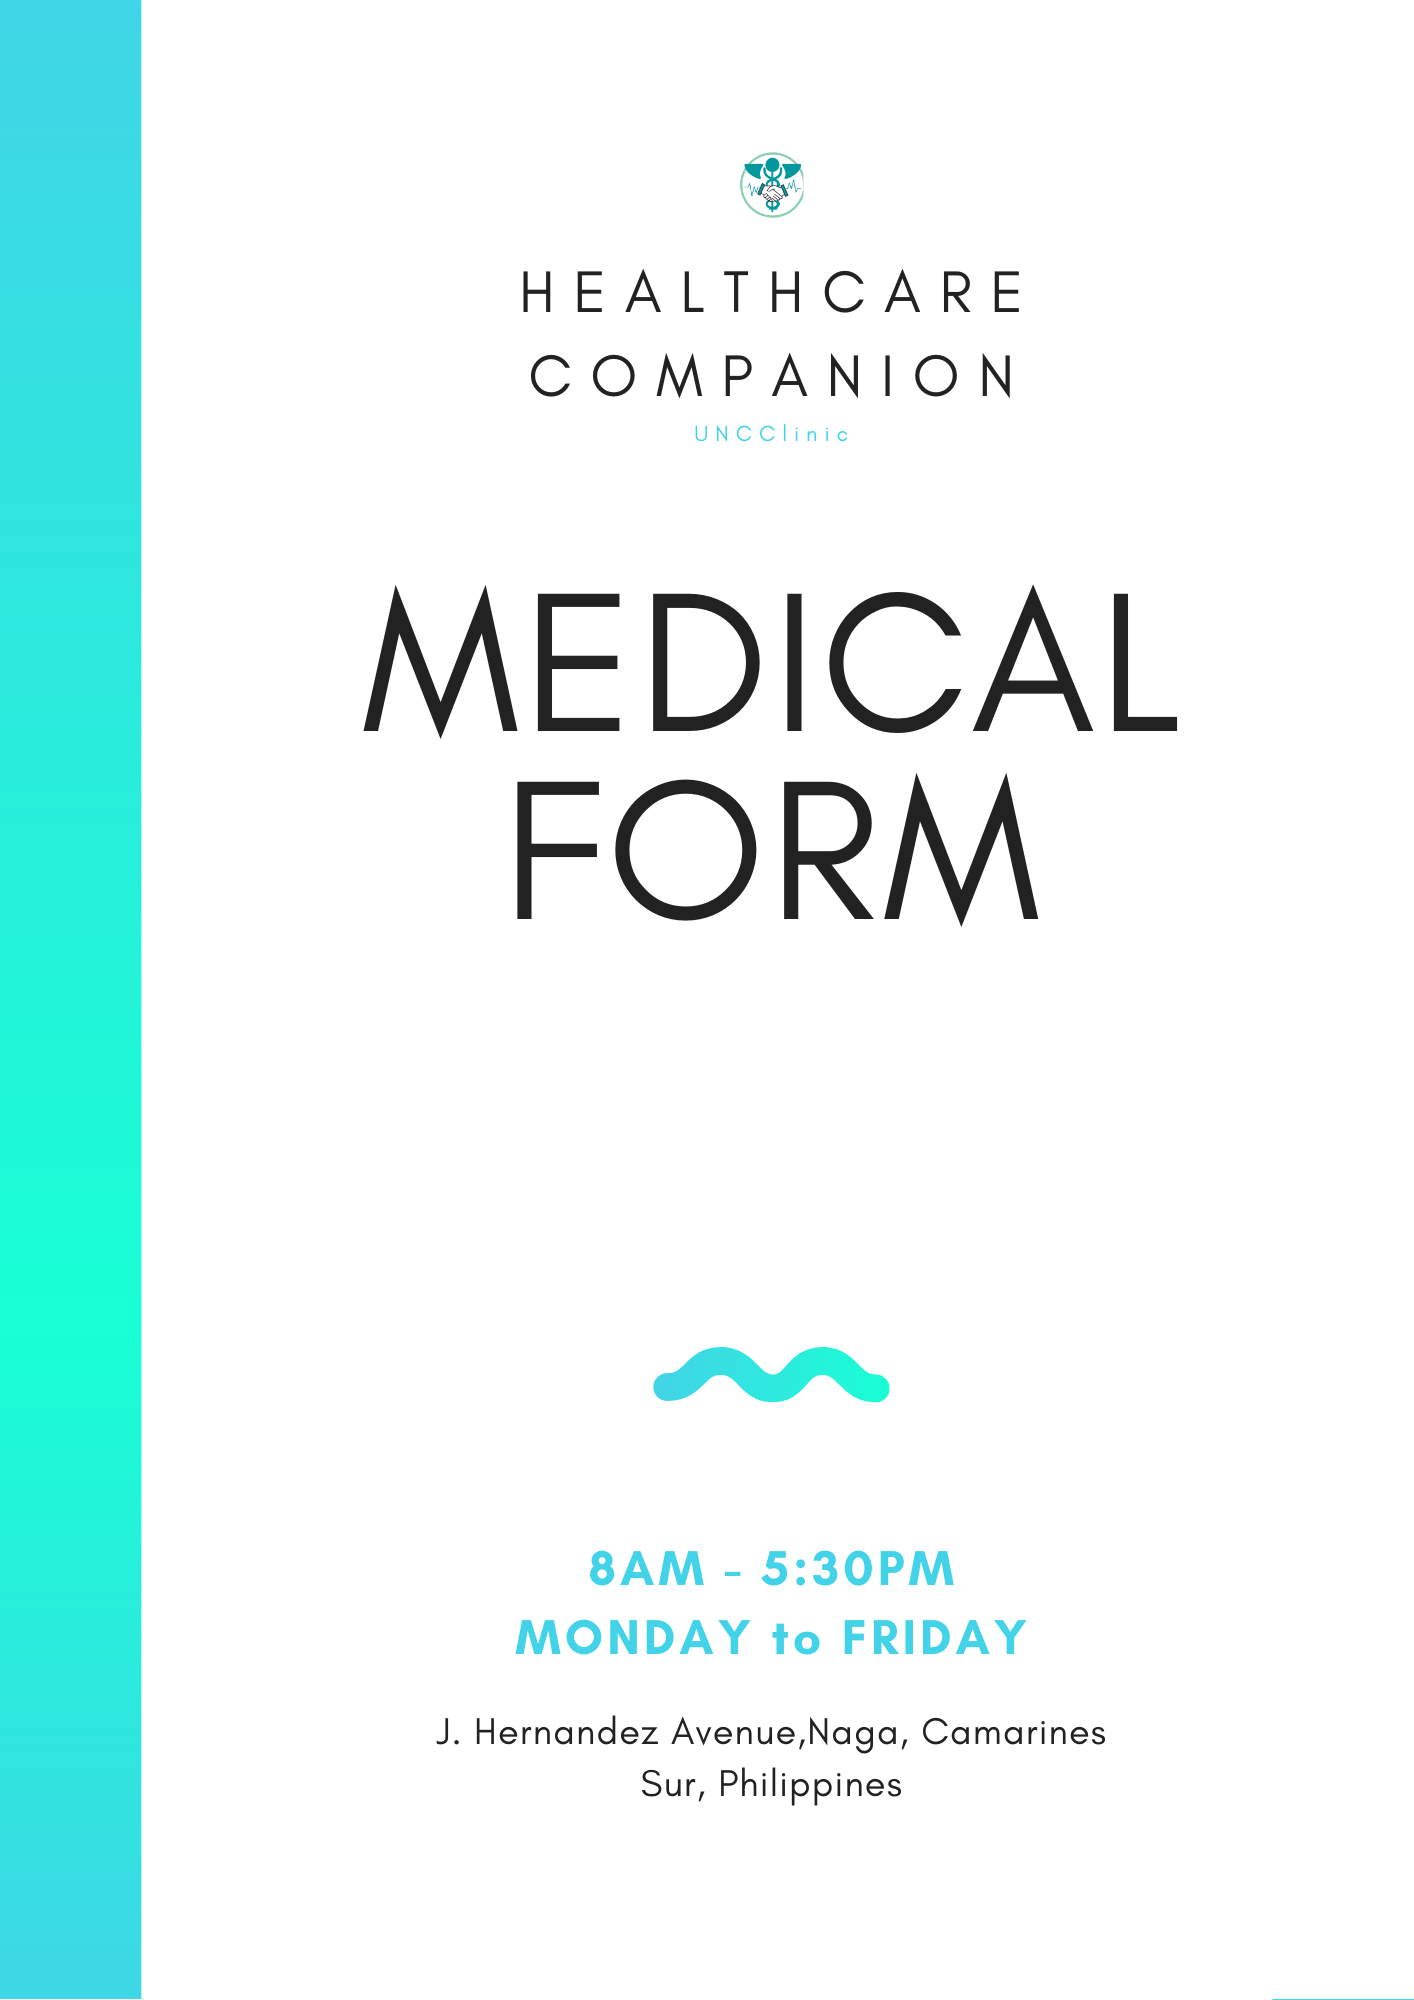 HEALTHCARE
COMPANION
UNCClinic
MEDICAL
FORM
8AM - 5:30PM
MONDAY to FRIDAY
J. Hernandez Avenue,Naga, Camarines
Sur, Philippines